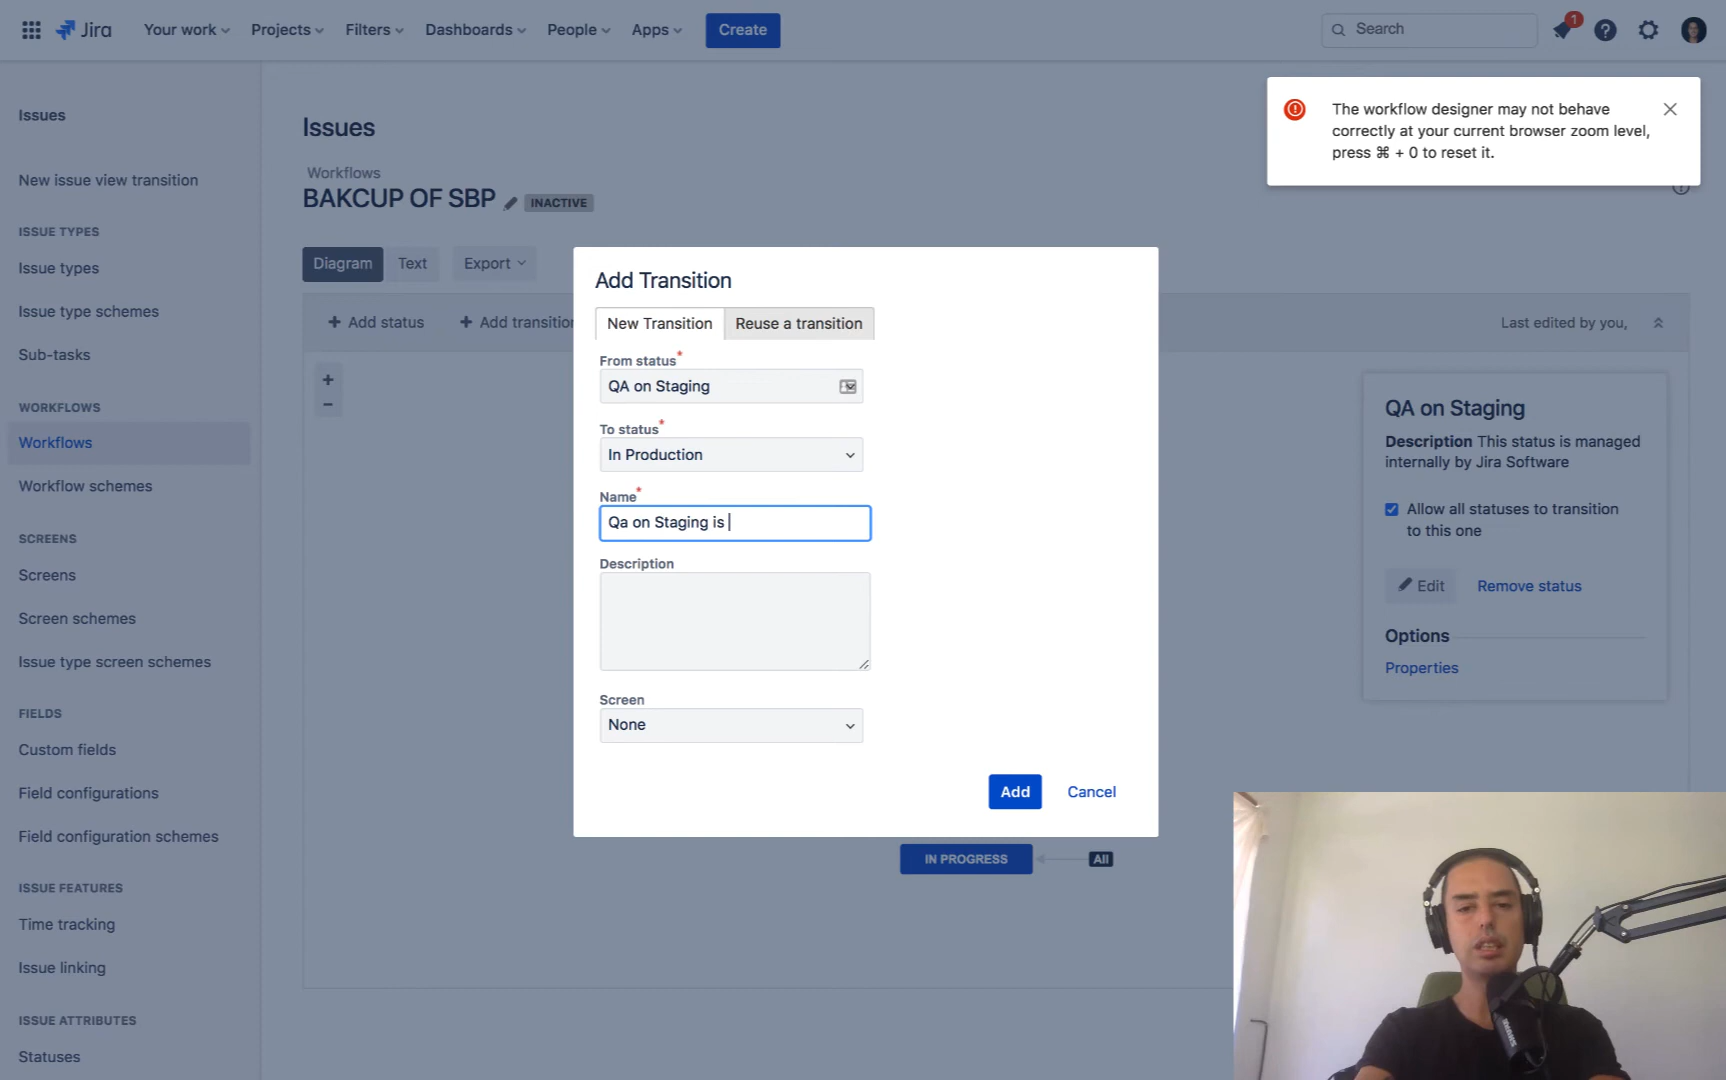 Jira
Your work
Projects
Filters
Dashboards
People
Apps
Create
Search
1
Issues
New issue view transition
ISSUE TYPES
Issue types
Issue type schemes
Sub-tasks
WORKFLOWS
Workflows
Workflow schemes
SCREENS
Screens
Screen schemes
Issue type screen schemes
FIELDS
Custom fields
Field configurations
Field configuration schemes
ISSUE FEATURES
Time tracking
Issue linking
ISSUE ATTRIBUTES
Statuses
Issues
Workflows
BAKCUP OF SBP
INACTIVE
Diagram
Text
Export
+ Add status
+ Add transition
Last edited by you,
+
−
The workflow designer may not behave
correctly at your current browser zoom level,
press ⌘ + 0 to reset it.
Add Transition
New Transition
Reuse a transition
From status*
QA on Staging
To status*
In Production
Name*
Qa on Staging is
Description
Screen
None
Add
Cancel
IN PROGRESS
All
QA on Staging
Description This status is managed
internally by Jira Software
Allow all statuses to transition
to this one
Edit
Remove status
Options
Properties